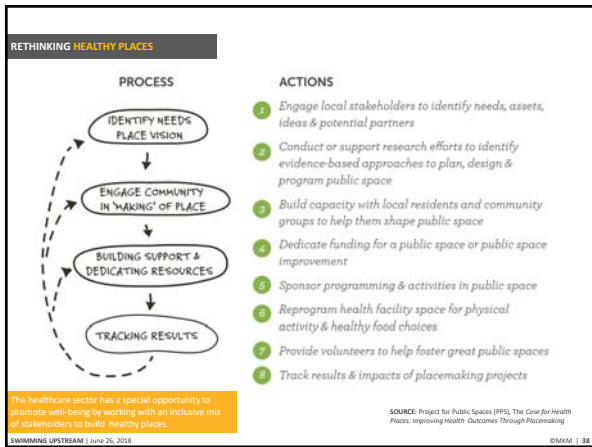 RETHINKING HEALTHY PLACES
PROCESS
IDENTIFY NEEDS
PLACE VISION
ENGAGE COMMUNITY
IN 'MAKING' OF PLACE
BUILDING SUPPORT &
DEDICATING RESOURCES
TRACKING RESULTS
ACTIONS
1 Engage local stakeholders to identify needs, assets,
ideas & potential partners
2 Conduct or support research efforts to identify
evidence-based approaches to plan, design &
program public space
3 Build capacity with local residents and community
groups to help them shape public space
4 Dedicate funding for a public space or public space
improvement
5 Sponsor programming & activities in public space
6 Reprogram health facility space for physical
activity & healthy food choices
7 Provide volunteers to help foster great public spaces
8 Track results & impacts of placemaking projects
The healthcare sector has a special opportunity to
promote well-being by working with an inclusive mix
of stakeholders to build healthy places.
SOURCE: Project for Public Spaces (PPS), The Case for Health
Places: Improving Health Outcomes Through Placemaking
SWIMMING UPSTREAM | June 26, 2018
©MKM | 38